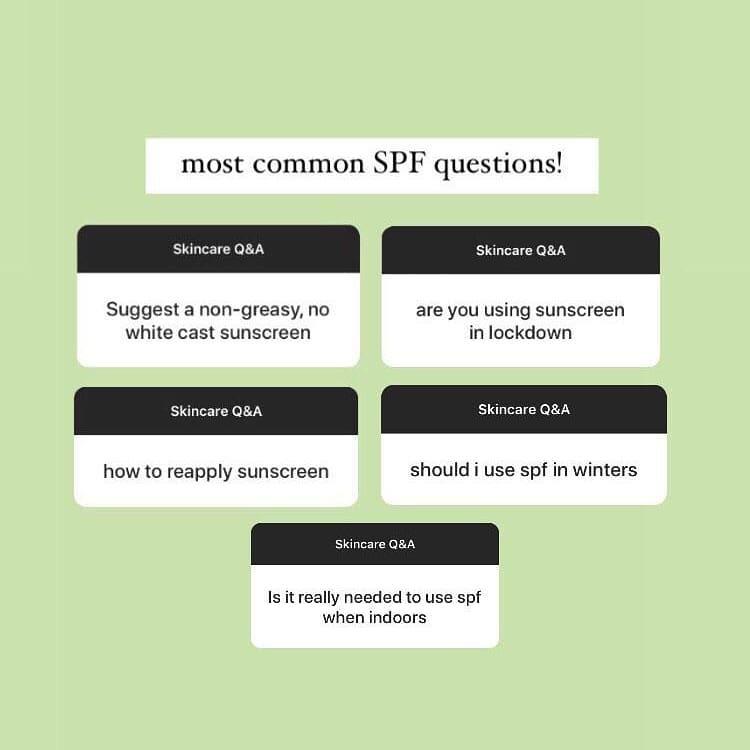 most common SPF questions!
Skincare Q&A
Suggest a non-greasy, no
white cast sunscreen
Skincare Q&A
are you using sunscreen
in lockdown
Skincare Q&A
how to reapply sunscreen
Skincare Q&A
should i use spf in winters
Skincare Q&A
Is it really needed to use spf
when indoors